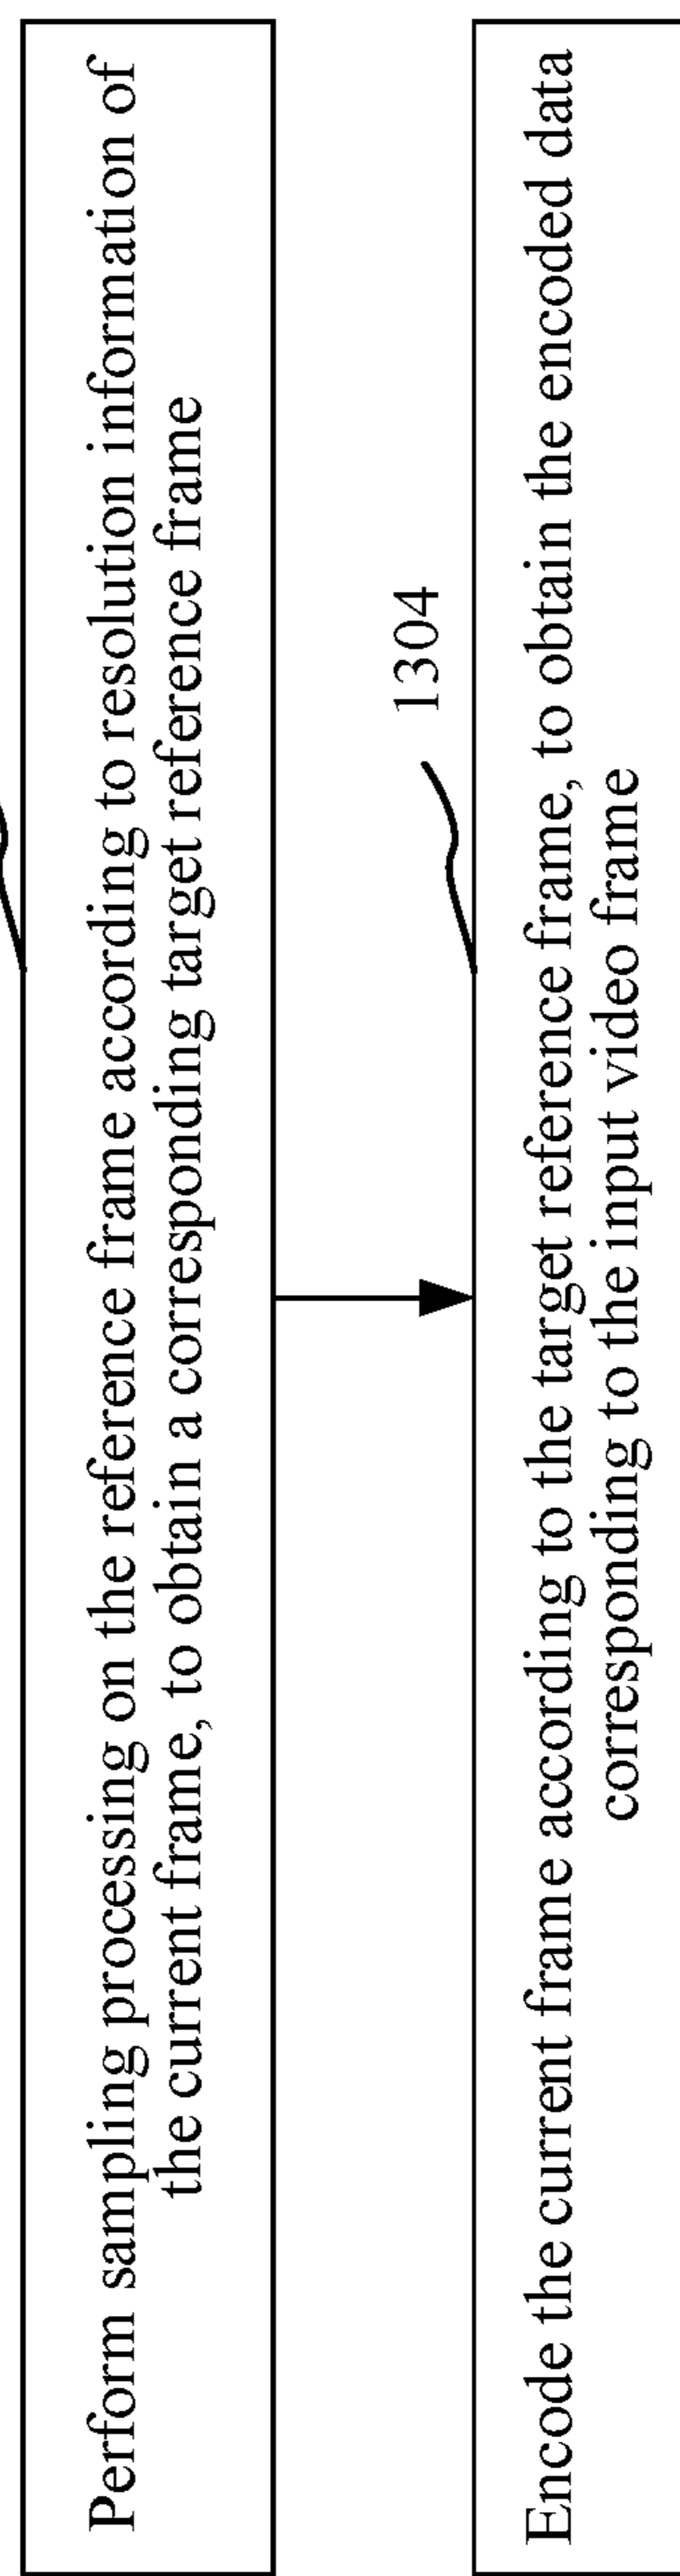 Perform sampling processing on the reference frame according to resolution information of
the current frame, to obtain a corresponding target reference frame
1304
Encode the current frame according to the target reference frame, to obtain the encoded data
corresponding to the input video frame